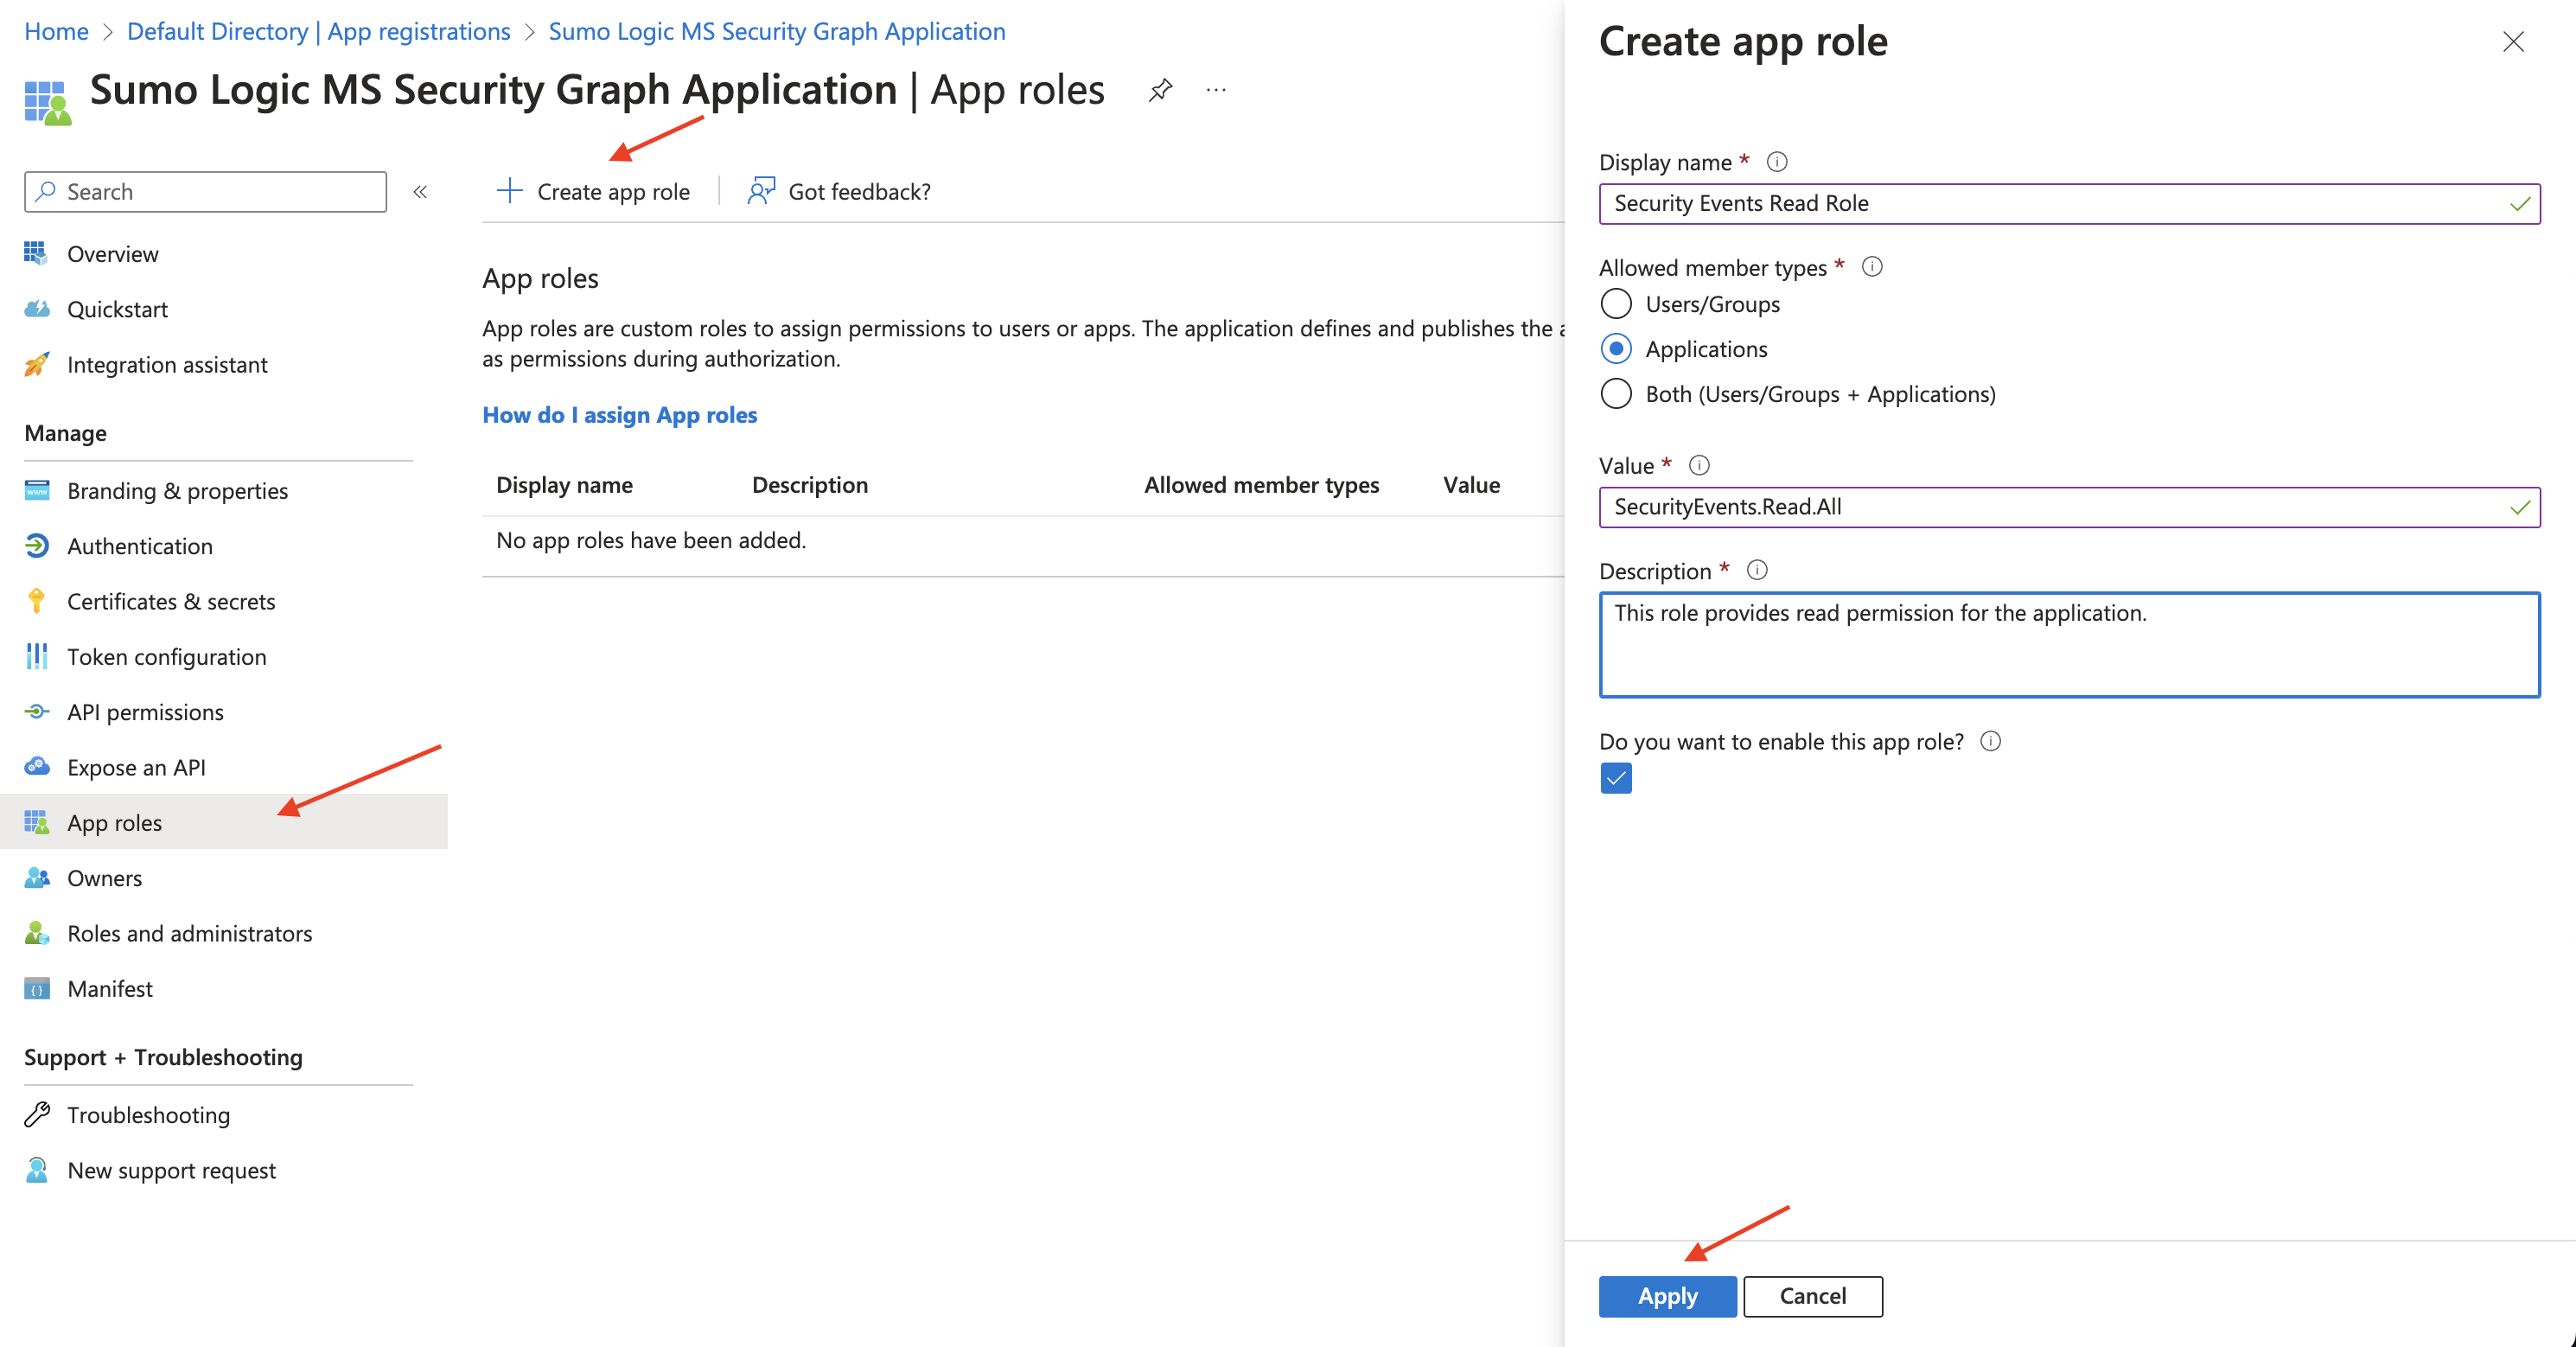 Home > Default Directory | App registrations > Sumo Logic MS Security Graph Application
Sumo Logic MS Security Graph Application | App roles
Search
Overview
Quickstart
Integration assistant
Manage
Branding & properties
Authentication
Certificates & secrets
Token configuration
API permissions
Expose an API
App roles
Owners
Roles and administrators
Manifest
Support + Troubleshooting
Troubleshooting
New support request
Create app role
Got feedback?
App roles
App roles are custom roles to assign permissions to users or apps. The application defines and publishes the
as permissions during authorization.
How do I assign App roles
Display name Description Allowed member types Value
No app roles have been added.
Create app role
Display name *
Security Events Read Role
Allowed member types *
Users/Groups
Applications
Both (Users/Groups + Applications)
Value *
SecurityEvents.Read.All
Description *
This role provides read permission for the application.
Do you want to enable this app role?
Apply Cancel